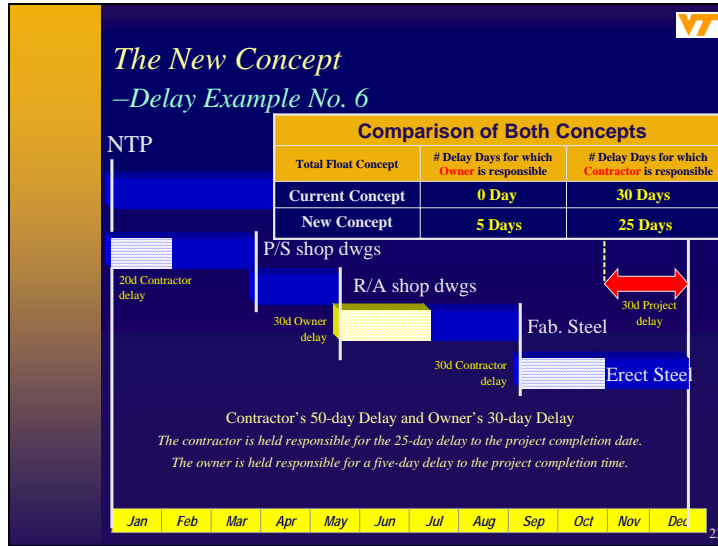 VT
The New Concept
–Delay Example No. 6
NTP
Comparison of Both Concepts
Total Float Concept
# Delay Days for which
Owner is responsible
# Delay Days for which
Contractor is responsible
Current Concept
0 Day
30 Days
New Concept
5 Days
25 Days
P/S shop dwgs
20d Contractor
delay
R/A shop dwgs
30d Owner
delay
30d Project
delay
Fab. Steel
30d Contractor
delay
Erect Steel
Contractor's 50-day Delay and Owner's 30-day Delay
The contractor is held responsible for the 25-day delay to the project completion date.
The owner is held responsible for a five-day delay to the project completion time.
Jan Feb Mar Apr May Jun Jul Aug Sep Oct Nov Dec